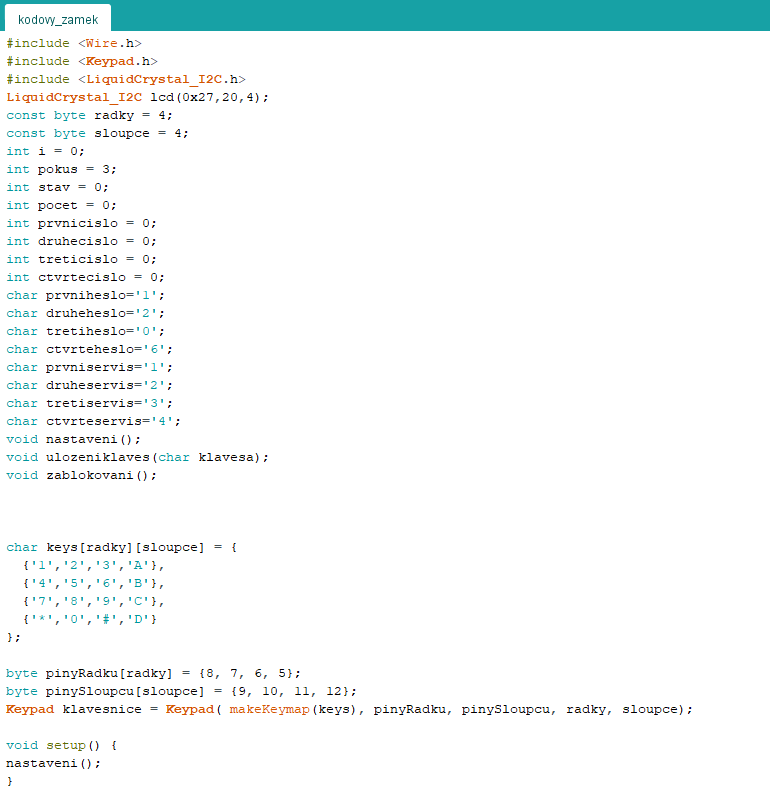 kodovy_zamek
#include <Wire.h>
#include <Keypad.h>
#include <LiquidCrystal_I2C.h>
LiquidCrystal_I2C lcd(0x27,20,4);
const byte radky = 4;
const byte sloupce = 4;
int i = 0;
int pokus = 3;
int stav = 0;
int pocet = 0;
int prvnicislo = 0;
int druhecislo = 0;
int treticislo = 0;
int ctvrtecislo = 0;
char prvniheslo='1';
char druheheslo='2';
char tretiheslo='0';
char ctvrteheslo='6';
char prvniservis='1';
char druheservis='2';
char tretiservis='3';
char ctvrteservis='4';
void nastaveni();
void ulozeniklaves(char klavesa);
void zablokovani();
char keys[radky][sloupce] = {
  {'1','2','3','A'},
  {'4','5','6','B'},
  {'7','8','9','C'},
  {'*','0','#','D'}
};
byte pinyRadku[radky] = {8, 7, 6, 5};
byte pinySloupcu[sloupce] = {9, 10, 11, 12};
Keypad klavesnice = Keypad( makeKeymap(keys), pinyRadku, pinySloupcu, radky, sloupce);
void setup() {
nastaveni();
}